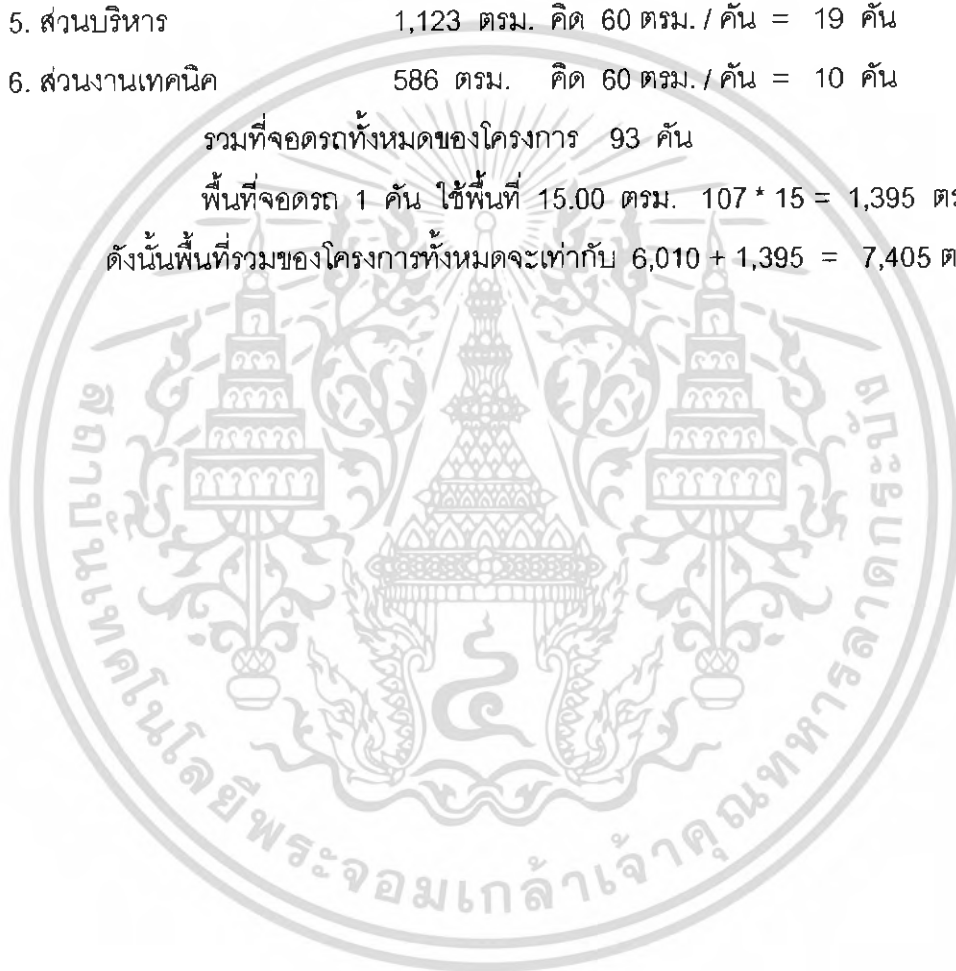 5. ส่วนบริหาร 1,123 ตรม. คิด 60 ตรม. / คัน = 19 คัน
6. ส่วนงานเทคนิค 586 ตรม. คิด 60 ตรม. / คัน = 10 คัน
รวมที่จอดรถทั้งหมดของโครงการ 93 คัน
พื้นที่จอดรถ 1 คัน ใช้พื้นที่ 15.00 ตรม. 107 * 15 = 1,395
ดังนั้นพื้นที่รวมของโครงการทั้งหมดจะเท่ากับ 6,010 + 1,395 = 7,405
สถาบันเทคโนโลยีพระจอมเกล้าเจ้าคุณทหารลาดกระบัง